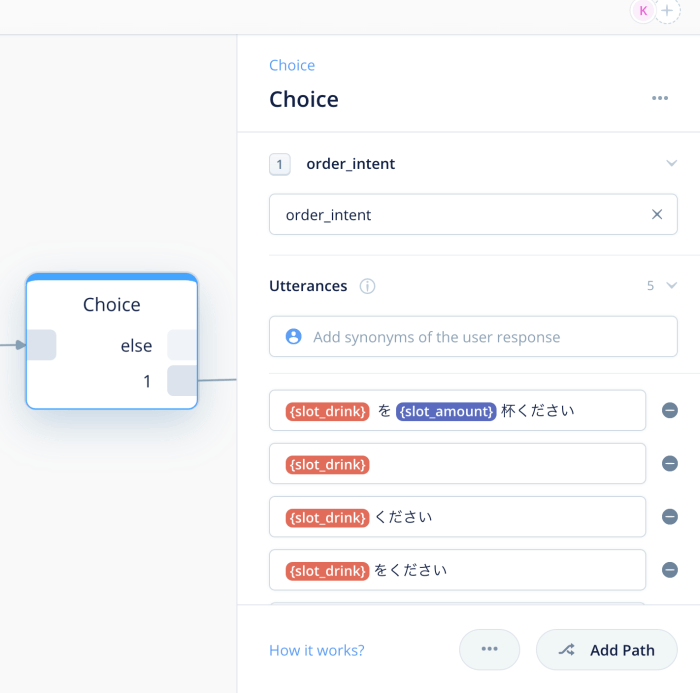 K
Choice
Choice
1 order_intent
order_intent
Utterances 5
Add synonyms of the user response
{slot_drink} を {slot_amount} 杯ください
{slot_drink}
{slot_drink} ください
{slot_drink} をください
How it works?
Add Path
Choice
else
1